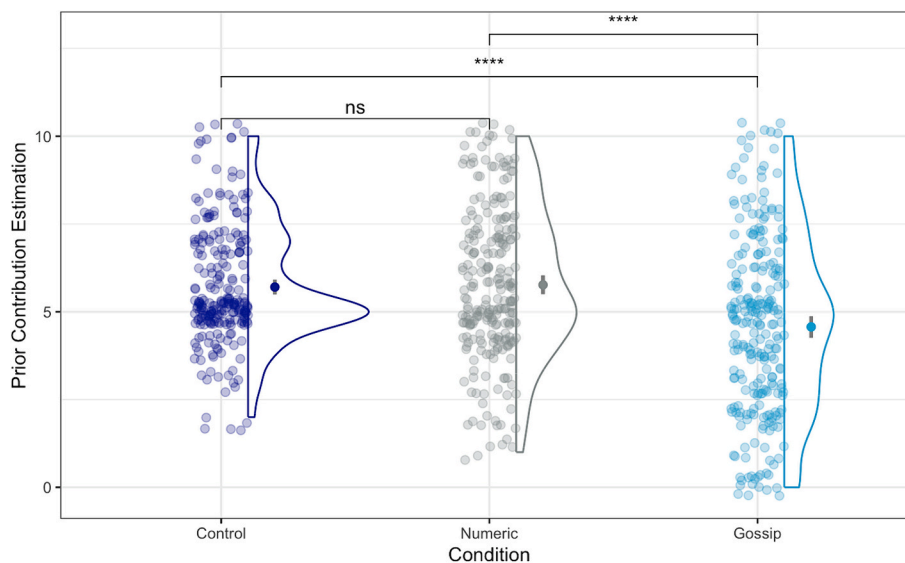 ****
****
ns
10
5
0
Prior Contribution Estimation
Control
Numeric
Gossip
Condition